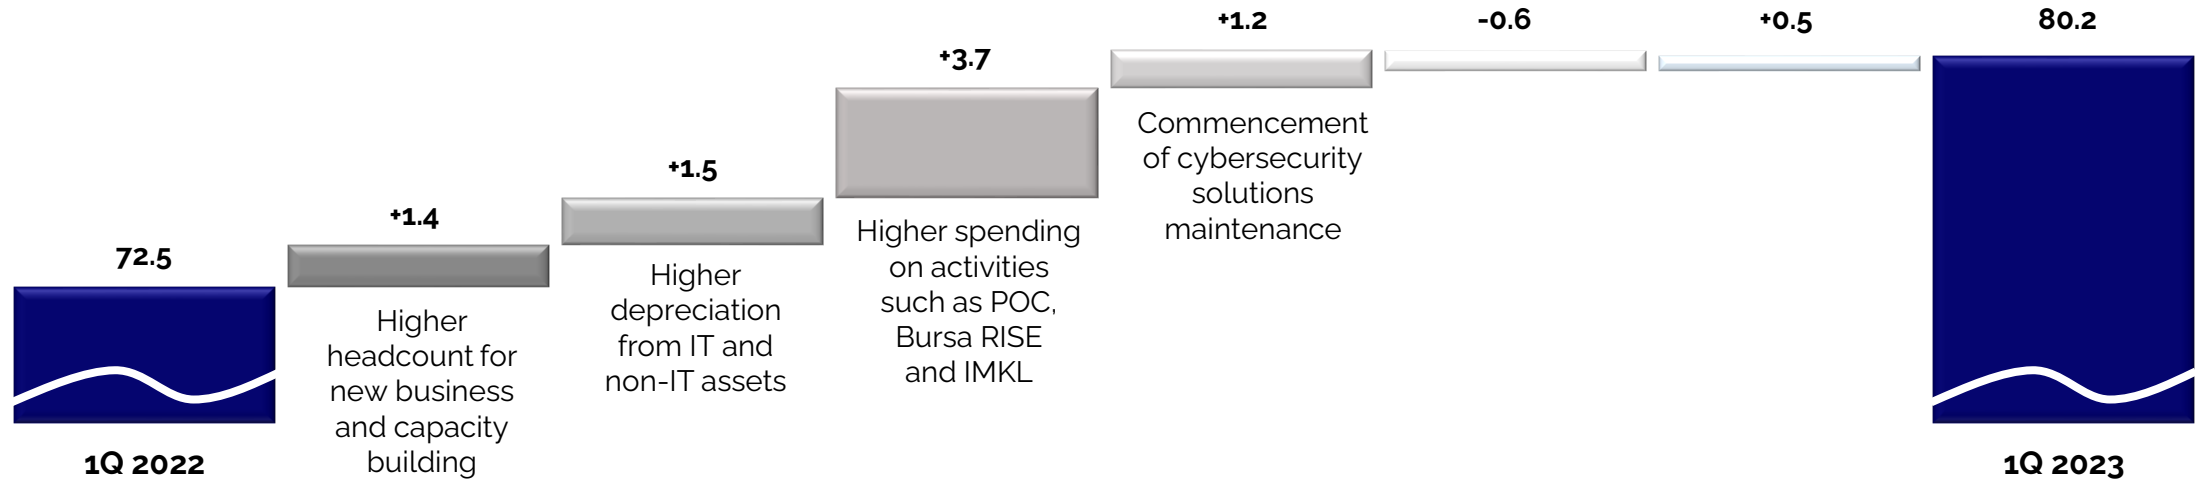 72.5
1Q 2022
+1.4
Higher
headcount for
new business
and capacity
building
+1.5
Higher
depreciation
from IT and
non-IT assets
+3.7
Higher spending
on activities
such as POC,
Bursa RISE
and IMKL
+1.2
Commencement
of cybersecurity
solutions
maintenance
-0.6
+0.5
80.2
1Q 2023